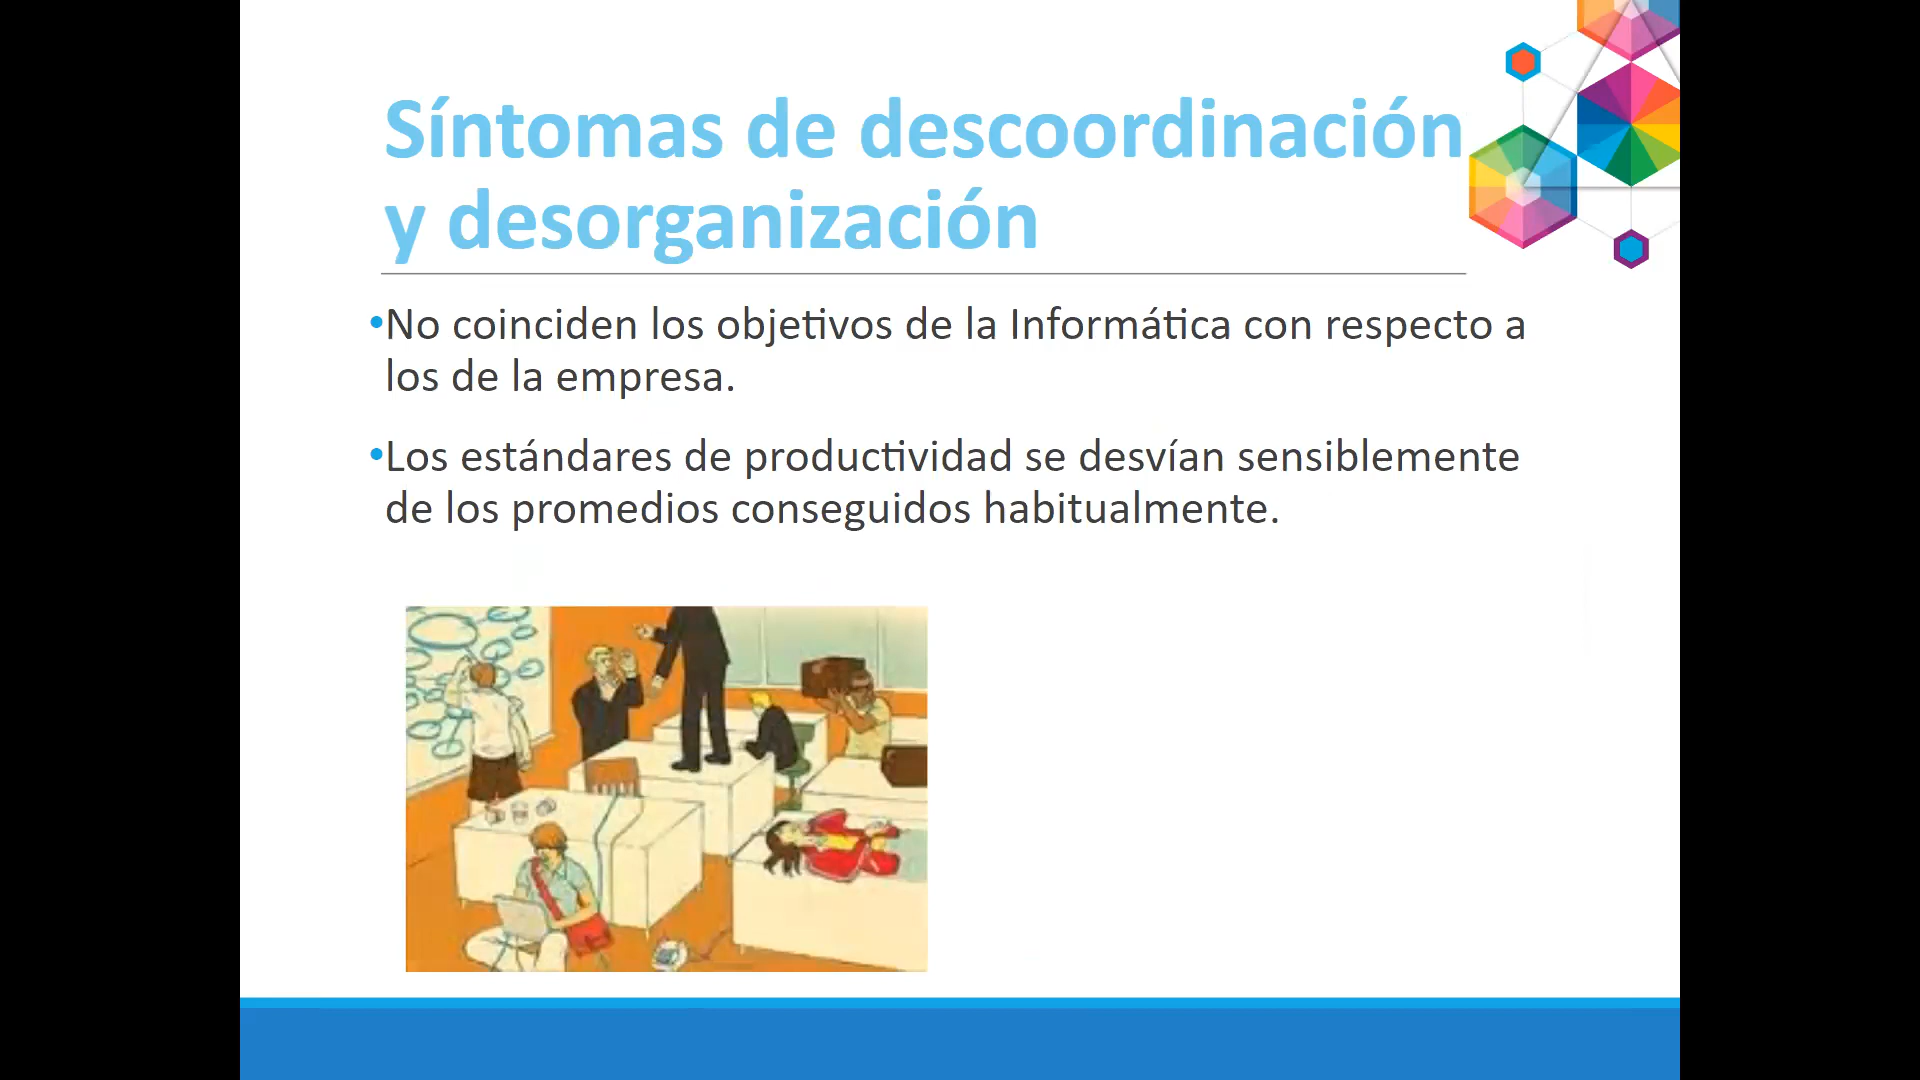 Síntomas de descoordinación
y desorganización
•No coinciden los objetivos de la Informática con respecto a
los de la empresa.
•Los estándares de productividad se desvían sensiblemente
de los promedios conseguidos habitualmente.